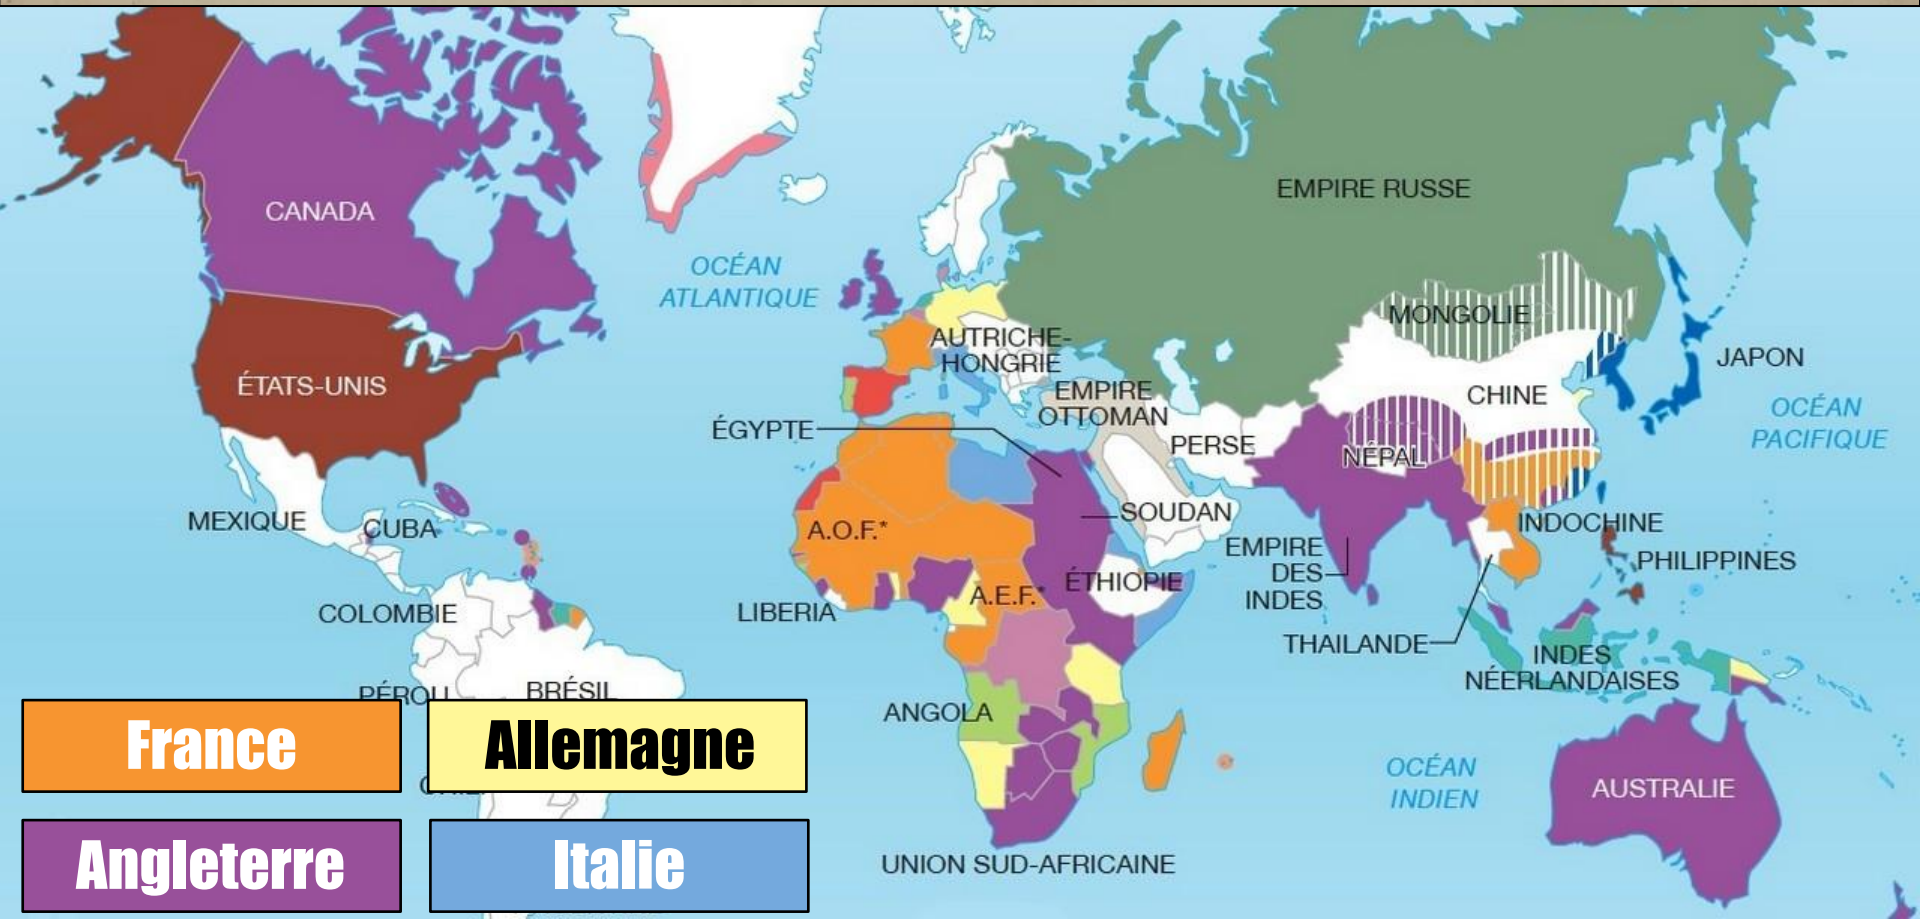 EMPIRE RUSSE
CANADA
OCÉAN
ATLANTIQUE
MONGOLIE
AUTRICHE-
HONGRIE
JAPON
ÉTATS-UNIS
CHINE
EMPIRE
OTTOMAN
OCÉAN
PACIFIQUE
ÉGYPTE
PERSE
NÉPAL
MEXIQUE
CUBA
A.O.F.*
SOUDAN
INDOCHINE
EMPIRE
DES
INDES
PHILIPPINES
ÉTHIOPIE
A.E.F.*
COLOMBIE
LIBERIA
THAILANDE
INDES
NÉERLANDAISES
PÉROU
BRÉSIL
ANGOLA
France
Allemagne
OCÉAN
INDIEN
AUSTRALIE
Angleterre
Italie
UNION SUD-AFRICAINE